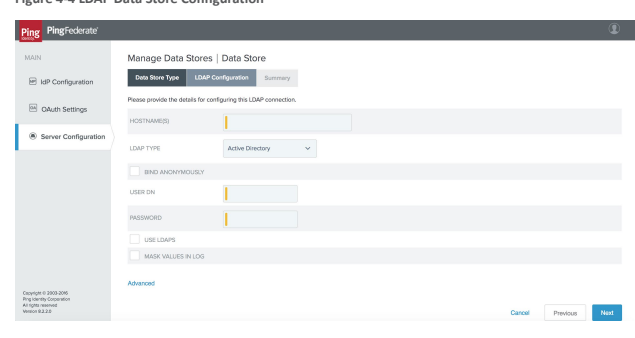 Figure 4-4 LDAP Data Store Configuration
Ping
Identity
PingFederate®
MAIN
IdP Configuration
OAuth Settings
Server Configuration
Manage Data Stores | Data Store
Data Store Type
LDAP Configuration
Summary
Please provide the details for configuring this LDAP connection.
HOSTNAME(S)
LDAP TYPE
Active Directory
BIND ANONYMOUSLY
USER DN
PASSWORD
USE LDAPS
MASK VALUES IN LOG
Advanced
Copyright © 2003-2016
Ping Identity Corporation
All rights reserved
Version 8.2.2.0
Cancel
Previous
Next